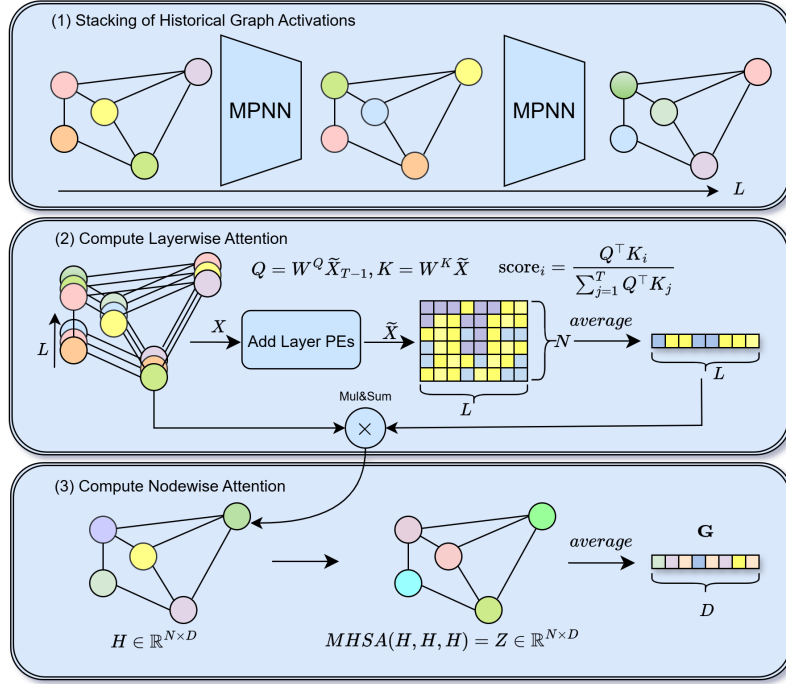 (1) Stacking of Historical Graph Activations
MPNN
MPNN
L
(2) Compute Layerwise Attention
Q = W^Q X̃_{T−1}, K = W^K X̃
score_i = Q^⊤ K_i / ∑_{j=1}^T Q^⊤ K_j
L
X
Add Layer PEs
X̃
N
average
L
L
Mul&Sum
×
(3) Compute Nodewise Attention
average
G
D
H ∈ ℝ^{N×D}
MHSA(H, H, H) = Z ∈ ℝ^{N×D}